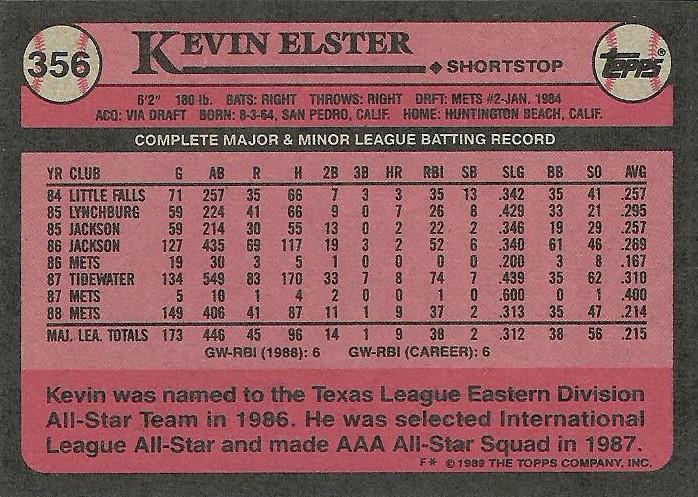 356
KEVIN ELSTER
SHORTSTOP
TOPPS
6'2" 180 lb. BATS: RIGHT THROWS: RIGHT DRFT: METS #2-JAN. 1984
ACQ: VIA DRAFT BORN: 8-3-64, SAN PEDRO, CALIF. HOME: HUNTINGTON BEACH, CALIF.
COMPLETE MAJOR & MINOR LEAGUE BATTING RECORD
YR CLUB G AB R H 2B 3B HR RBI SB SLG BB SO AVG
84 LITTLE FALLS 71 257 35 66 7 3 3 35 13 .342 35 41 .257
85 LYNCHBURG 59 224 41 66 9 0 7 26 8 .429 33 21 .295
85 JACKSON 59 214 30 55 13 0 2 22 2 .346 19 29 .257
86 JACKSON 127 435 69 117 19 3 2 52 6 .340 61 46 .269
86 METS 19 30 3 5 1 0 0 0 0 .200 3 8 .167
87 TIDEWATER 134 549 83 170 33 7 8 74 7 .439 35 62 .310
87 METS 5 10 1 4 2 0 0 1 0 .600 0 1 .400
88 METS 149 406 41 87 11 1 9 37 2 .313 35 47 .214
MAJ. LEA. TOTALS 173 446 45 96 14 1 9 38 2 .312 38 56 .215
GW-RBI (1988): 6 GW-RBI (CAREER): 6
Kevin was named to the Texas League Eastern Division
All-Star Team in 1986. He was selected International
League All-Star and made AAA All-Star Squad in 1987.
F* © 1989 THE TOPPS COMPANY, INC.